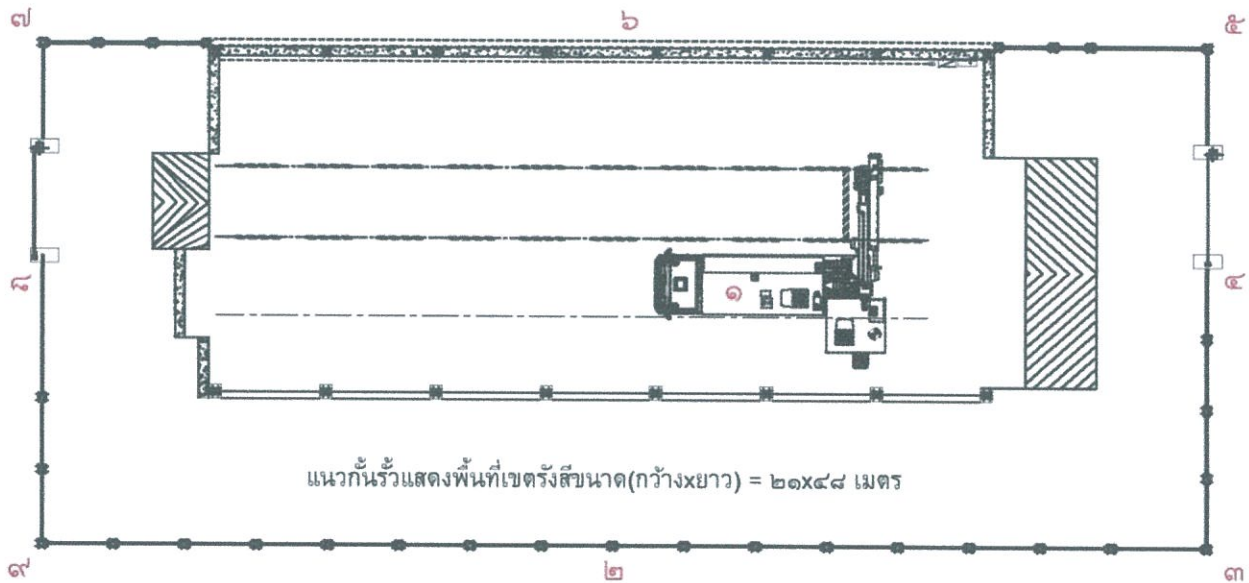 ๗ ๖ ๕
๘ ๑ ๔
แนวกั้นรั้วแสดงพื้นที่เขตรังสีขนาด(กว้างxยาว) = ๒๑x๔๘ เมตร
๙ ๒ ๓